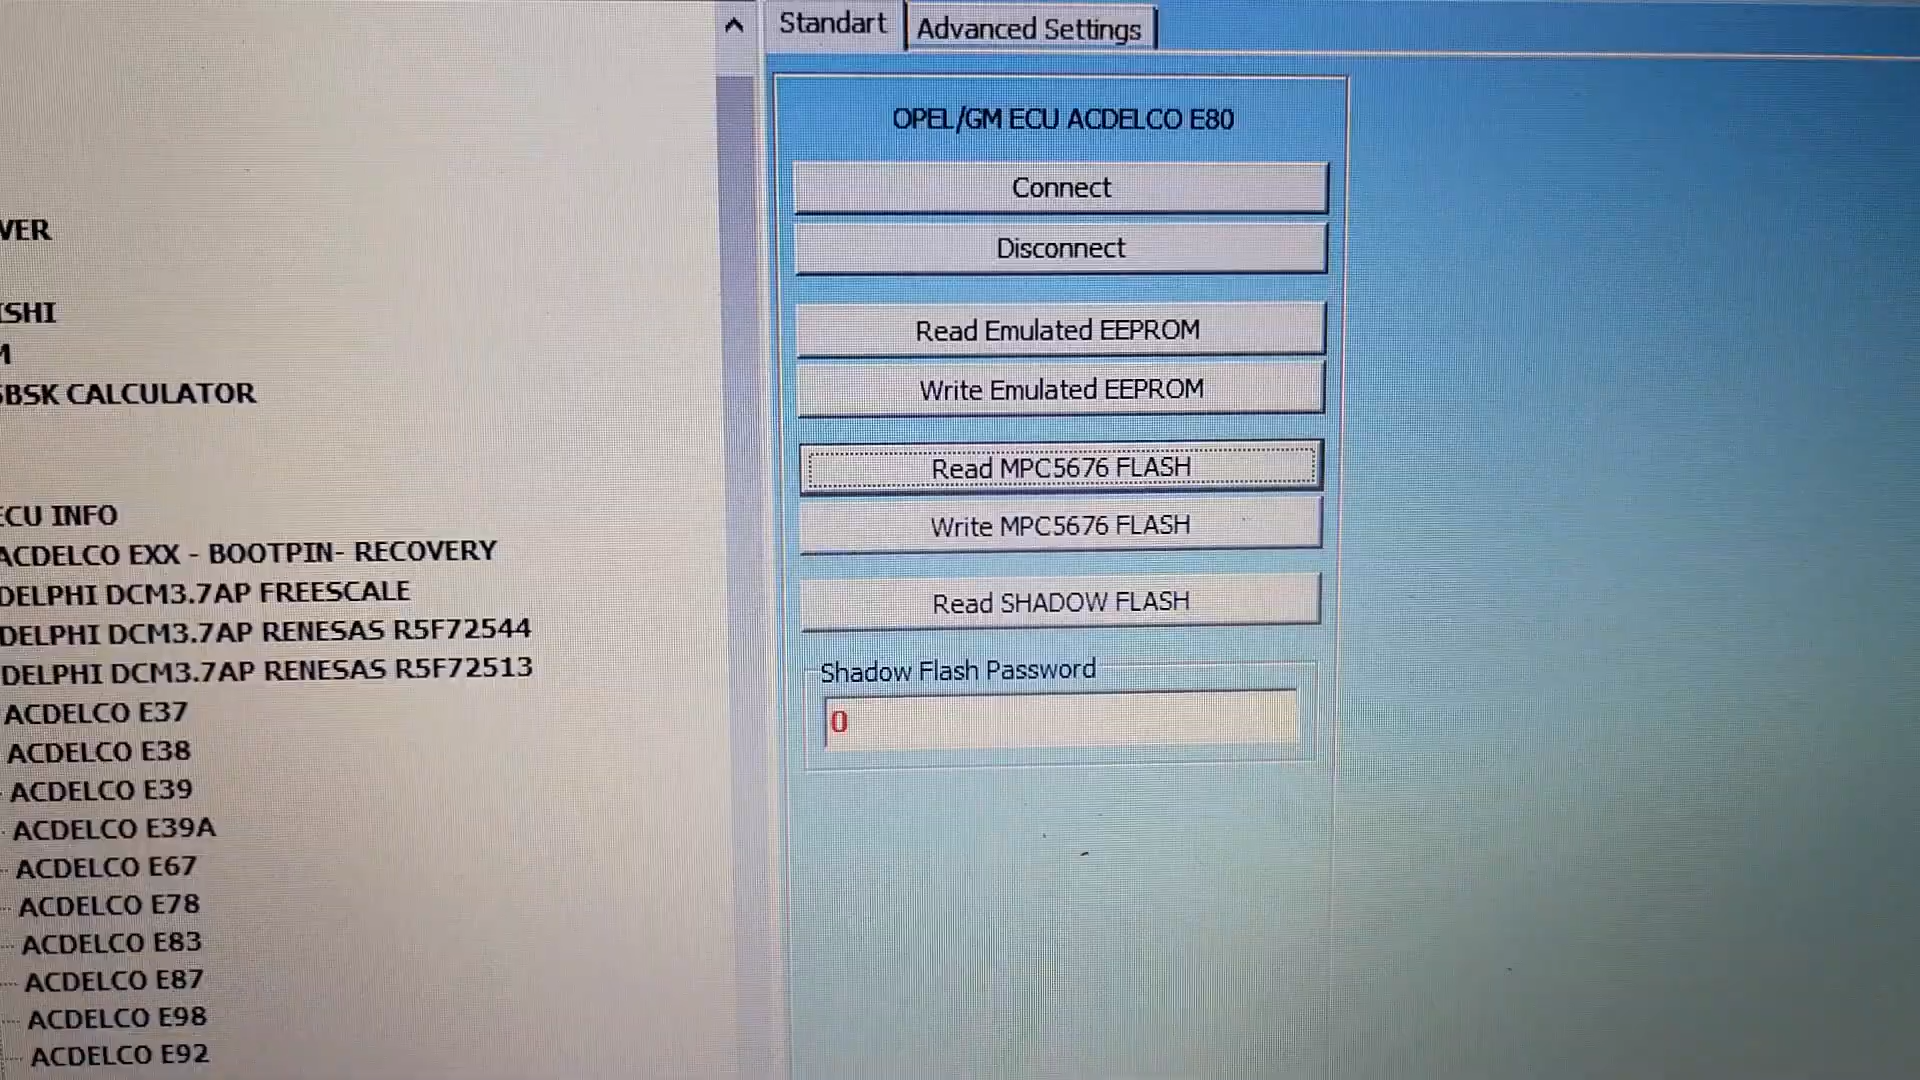 VER
ISHI
M
SBSK CALCULATOR
ECU INFO
ACDELCO EXX - BOOTPIN- RECOVERY
DELPHI DCM3.7AP FREESCALE
DELPHI DCM3.7AP RENESAS R5F72544
DELPHI DCM3.7AP RENESAS R5F72513
ACDELCO E37
ACDELCO E38
ACDELCO E39
ACDELCO E39A
ACDELCO E67
ACDELCO E78
ACDELCO E83
ACDELCO E87
ACDELCO E98
ACDELCO E92
Standart
Advanced Settings
OPEL/GM ECU ACDELCO E80
Connect
Disconnect
Read Emulated EEPROM
Write Emulated EEPROM
Read MPC5676 FLASH
Write MPC5676 FLASH
Read SHADOW FLASH
Shadow Flash Password
0